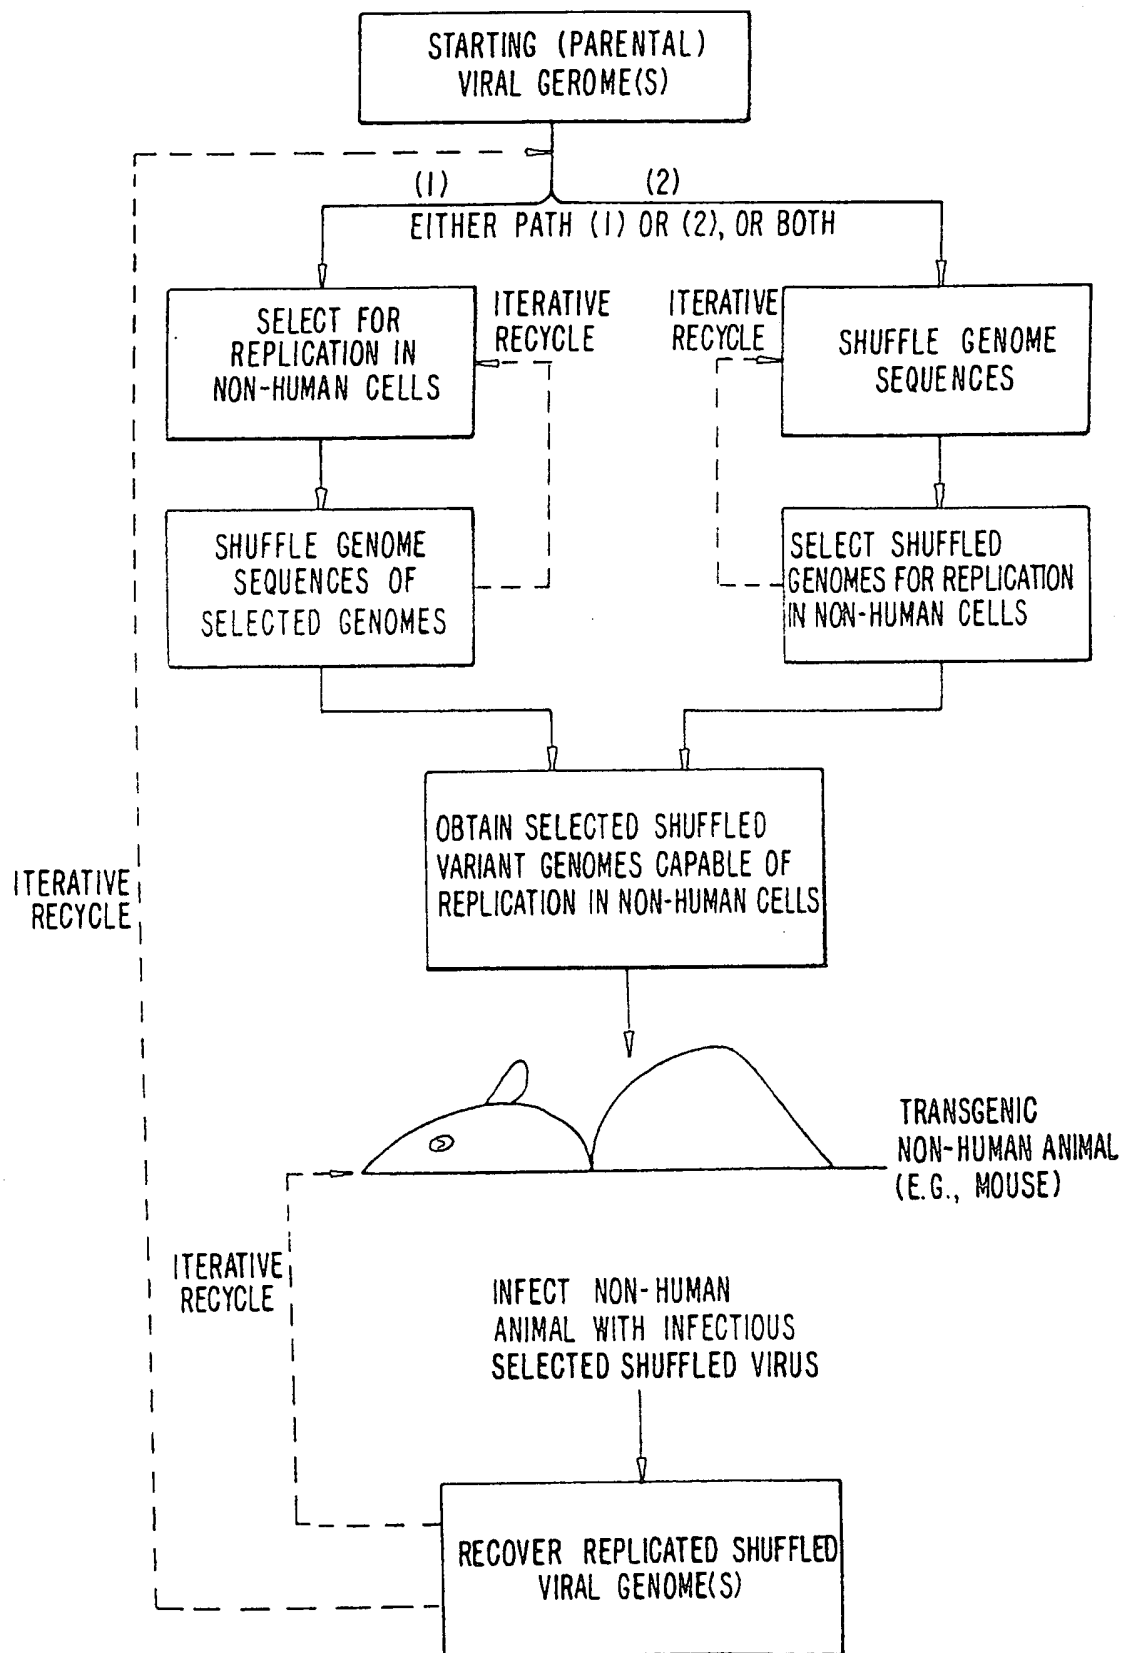 STARTING (PARENTAL)
VIRAL GEROME(S)
(1)
(2)
EITHER PATH (1) OR (2), OR BOTH
SELECT FOR
REPLICATION IN
NON-HUMAN CELLS
ITERATIVE
RECYCLE
ITERATIVE
RECYCLE
SHUFFLE GENOME
SEQUENCES
SHUFFLE GENOME
SEQUENCES OF
SELECTED GENOMES
SELECT SHUFFLED
GENOMES FOR REPLICATION
IN NON-HUMAN CELLS
OBTAIN SELECTED SHUFFLED
VARIANT GENOMES CAPABLE OF
REPLICATION IN NON-HUMAN CELLS
ITERATIVE
RECYCLE
TRANSGENIC
NON-HUMAN ANIMAL
(E.G., MOUSE)
ITERATIVE
RECYCLE
INFECT NON-HUMAN
ANIMAL WITH INFECTIOUS
SELECTED SHUFFLED VIRUS
RECOVER REPLICATED SHUFFLED
VIRAL GENOME(S)